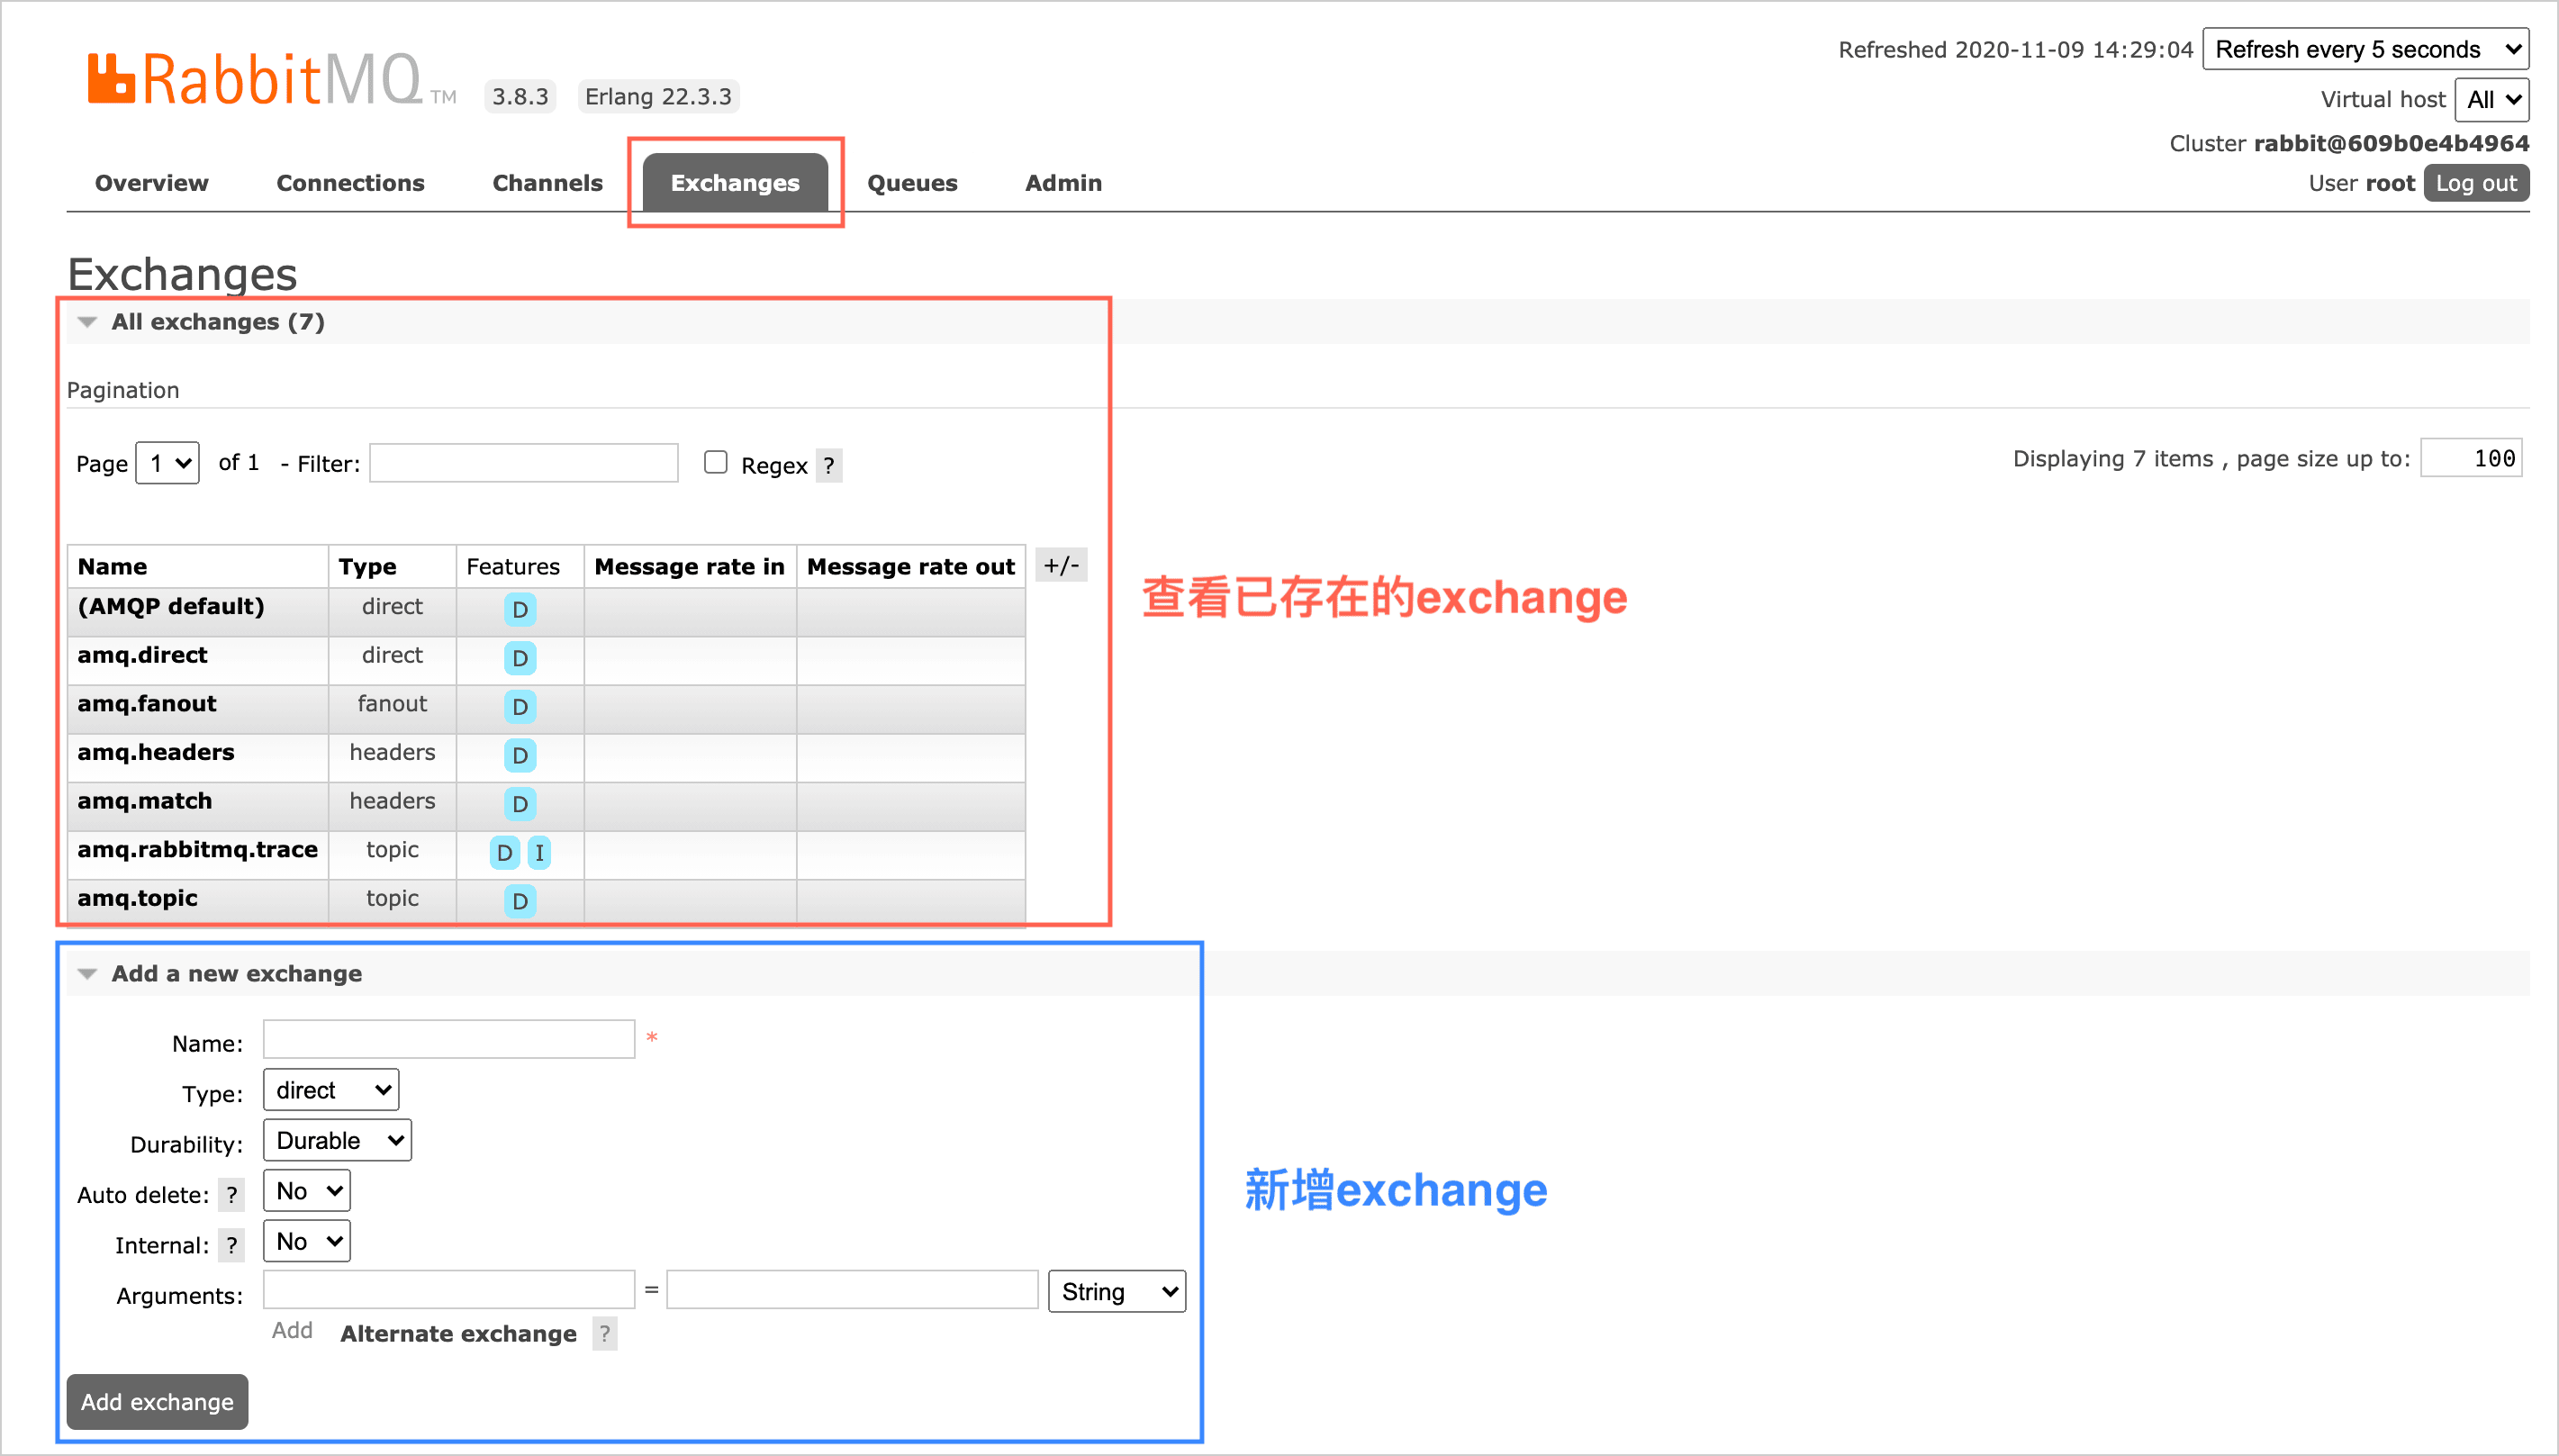 RabbitMQ TM 3.8.3 Erlang 22.3.3
Refreshed 2020-11-09 14:29:04 Refresh every 5 seconds
Virtual host All
Cluster rabbit@609b0e4b4964
User root Log out
Overview Connections Channels Exchanges Queues Admin
Exchanges
All exchanges (7)
Pagination
Page 1 of 1 - Filter: Regex ?
Displaying 7 items , page size up to: 100
Name Type Features Message rate in Message rate out +/-
(AMQP default) direct D
amq.direct direct D
amq.fanout fanout D
amq.headers headers D
amq.match headers D
amq.rabbitmq.trace topic D I
amq.topic topic D
查看已存在的exchange
Add a new exchange
Name: *
Type: direct
Durability: Durable
Auto delete: ? No
Internal: ? No
Arguments: = String
Add Alternate exchange ?
Add exchange
新增exchange